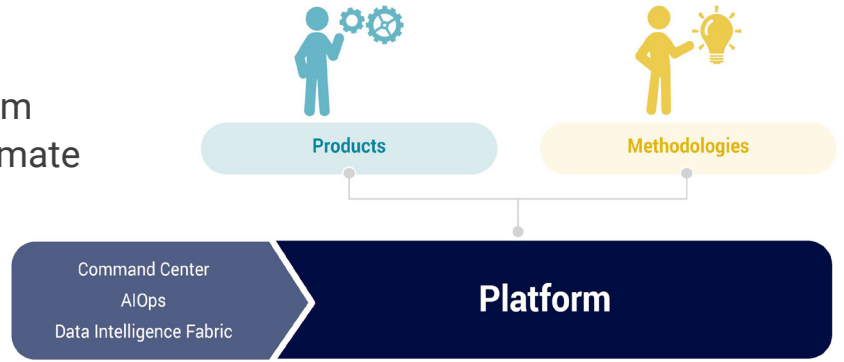 m
mate
Products
Methodologies
Command Center
AIOps
Data Intelligence Fabric
Platform